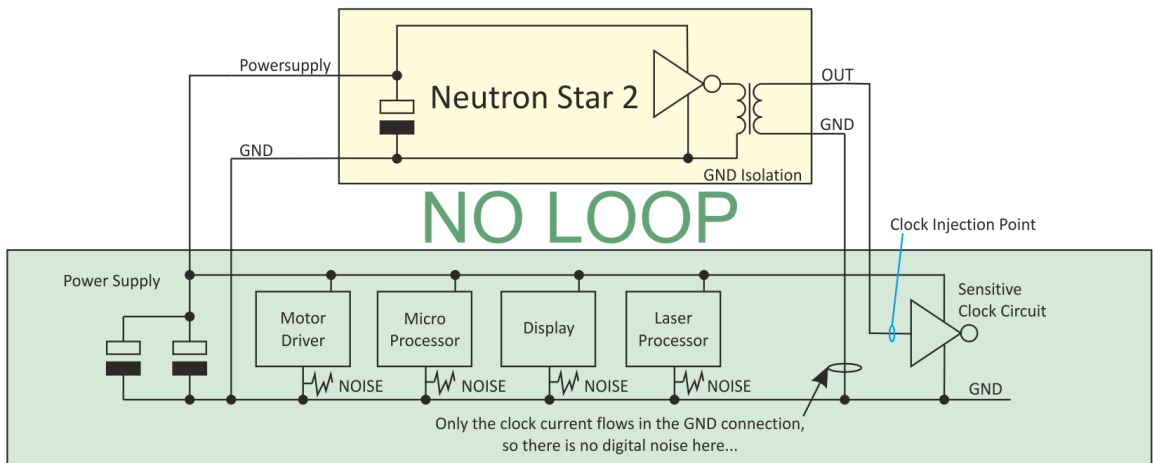 Powersupply
Neutron Star 2
OUT
GND
GND
GND Isolation
NO LOOP
Clock Injection Point
Power Supply
Sensitive
Clock Circuit
Motor
Driver
Micro
Processor
Display
Laser
Processor
NOISE
NOISE
NOISE
NOISE
GND
Only the clock current flows in the GND connection,
so there is no digital noise here...